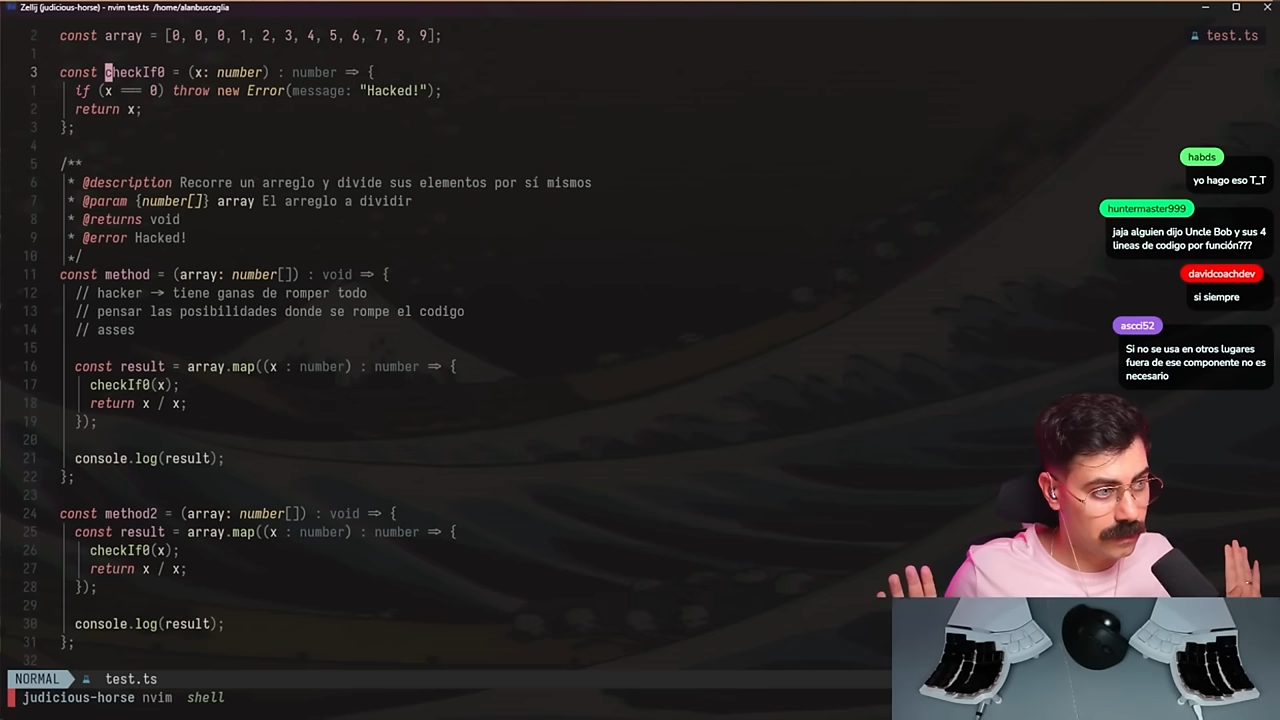 Zellij (judicious-horse) - nvim test.ts /home/alanbuscaglia
2 const array = [0, 0, 0, 1, 2, 3, 4, 5, 6, 7, 8, 9];
test.ts
1
3 const checkIf0 = (x: number) : number => {
1 if (x === 0) throw new Error(message: "Hacked!");
2 return x;
3 };
4
5 /**
6 * @description Recorre un arreglo y divide sus elementos por sí mismos
7 * @param {number[]} array El arreglo a dividir
8 * @returns void
9 * @error Hacked!
10 */
11 const method = (array: number[]) : void => {
12 // hacker -> tiene ganas de romper todo
13 // pensar las posibilidades donde se rompe el codigo
14 // asses
15
16 const result = array.map((x : number) : number => {
17 checkIf0(x);
18 return x / x;
19 });
20
21 console.log(result);
22 };
23
24 const method2 = (array: number[]) : void => {
25 const result = array.map((x : number) : number => {
26 checkIf0(x);
27 return x / x;
28 });
29
30 console.log(result);
31 };
32
habds
yo hago eso T_T
huntermaster999
jaja alguien dijo Uncle Bob y sus 4
lineas de codigo por función???
davidcoachdev
si siempre
ascci52
Si no se usa en otros lugares
fuera de ese componente no es
necesario
NORMAL test.ts
judicious-horse nvim shell